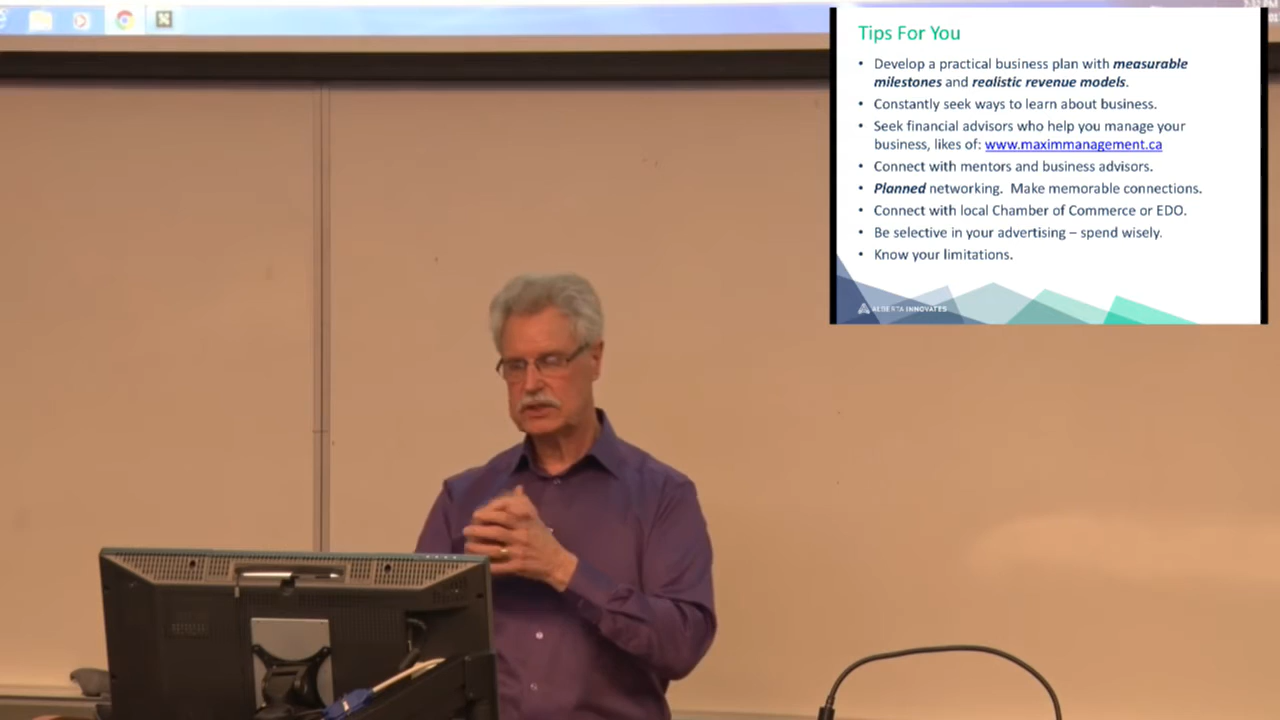 Tips For You
• Develop a practical business plan with measurable
milestones and realistic revenue models.
• Constantly seek ways to learn about business.
• Seek financial advisors who help you manage your
business, likes of: www.maximmanagement.ca
• Connect with mentors and business advisors.
• Planned networking.  Make memorable connections.
• Connect with local Chamber of Commerce or EDO.
• Be selective in your advertising – spend wisely.
• Know your limitations.
ALBERTA INNOVATES